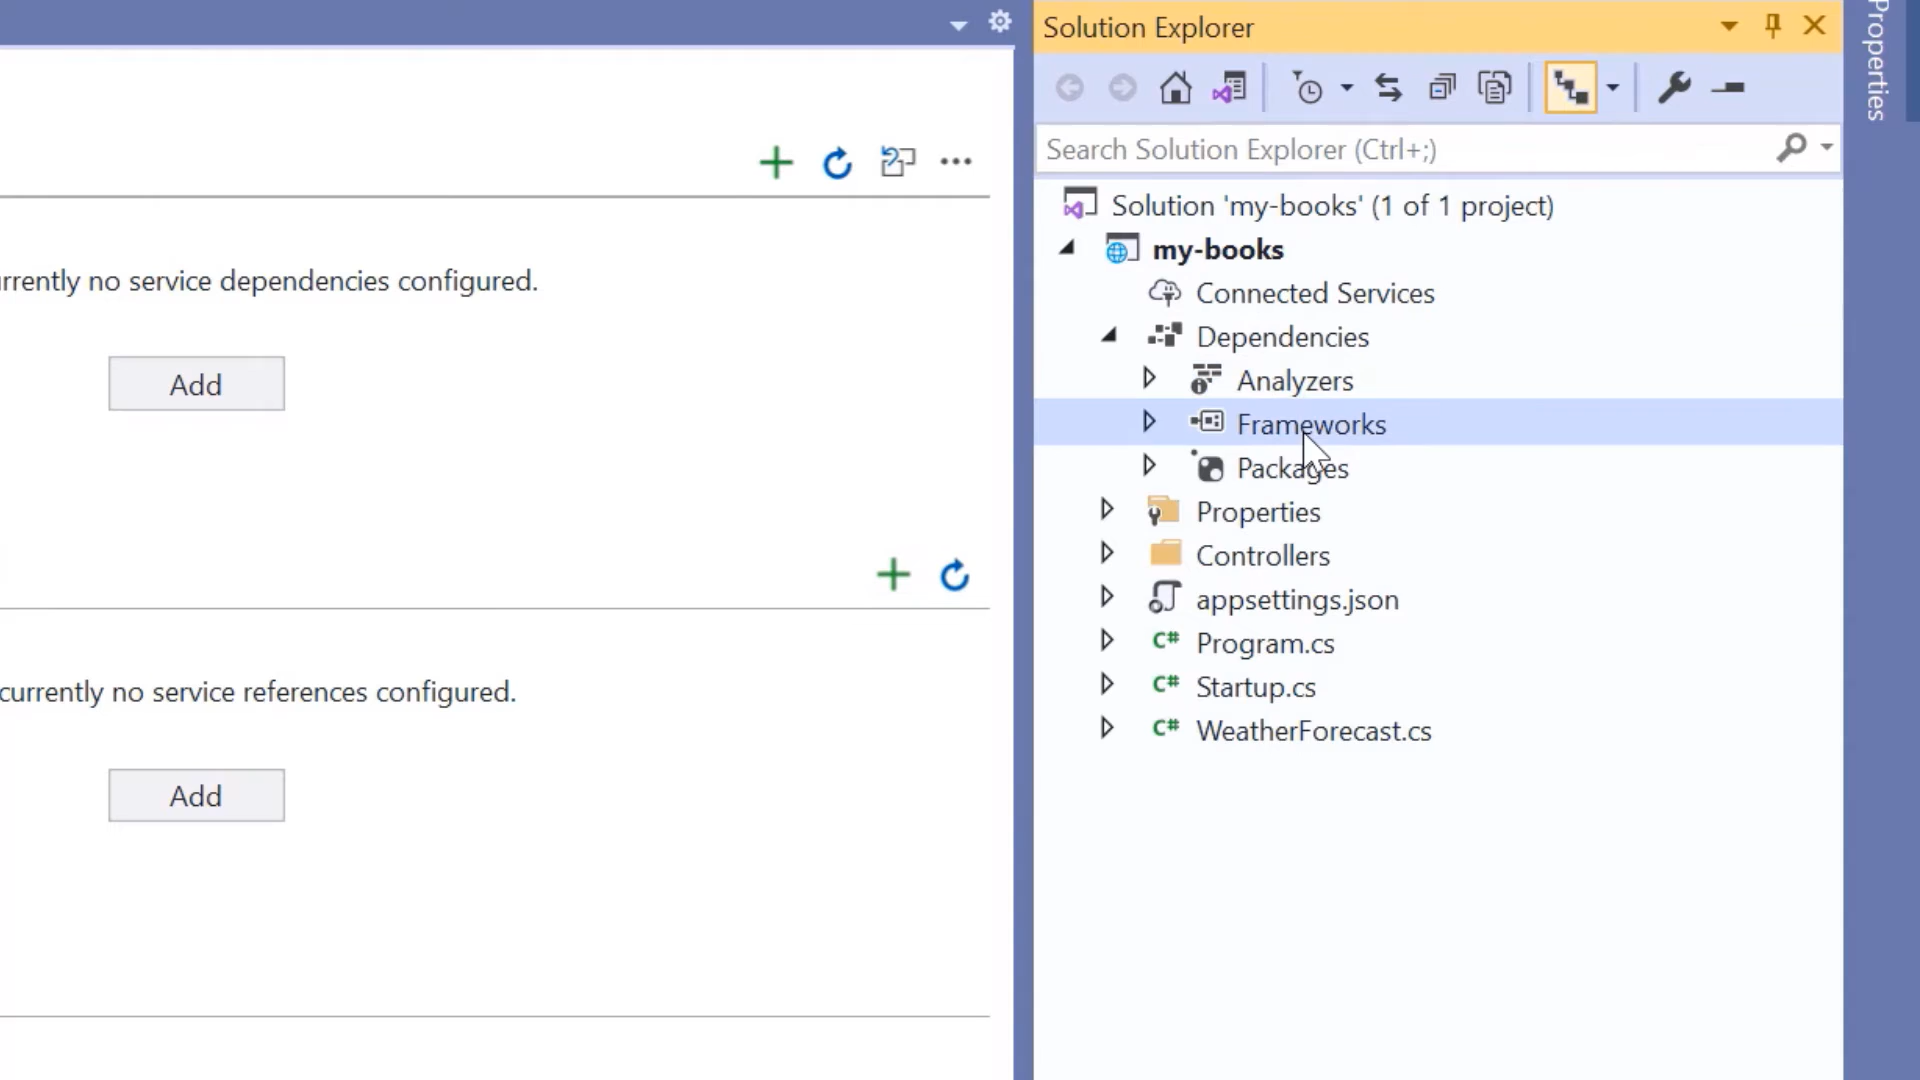 Solution Explorer
Properties
Search Solution Explorer (Ctrl+;)
Solution 'my-books' (1 of 1 project)
my-books
Connected Services
Dependencies
Analyzers
Frameworks
Packages
Properties
Controllers
appsettings.json
C# Program.cs
C# Startup.cs
C# WeatherForecast.cs
no service dependencies configured.
Add
currently no service references configured.
Add